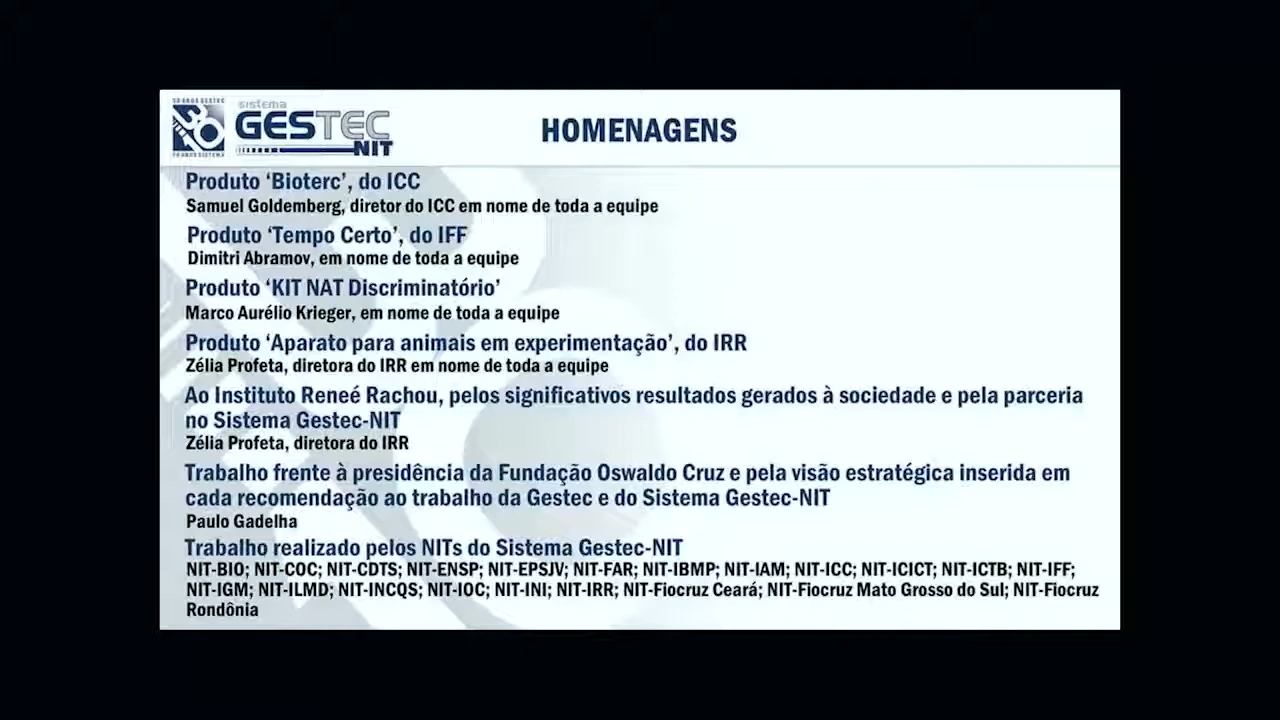 30 ANOS GESTEC
10 ANOS SISTEMA
sistema
GESTEC
NIT
HOMENAGENS
Produto ‘Bioterc’, do ICC
Samuel Goldemberg, diretor do ICC em nome de toda a equipe
Produto ‘Tempo Certo’, do IFF
Dimitri Abramov, em nome de toda a equipe
Produto ‘KIT NAT Discriminatório’
Marco Aurélio Krieger, em nome de toda a equipe
Produto ‘Aparato para animais em experimentação’, do IRR
Zélia Profeta, diretora do IRR em nome de toda a equipe
Ao Instituto Reneé Rachou, pelos significativos resultados gerados à sociedade e pela parceria
no Sistema Gestec-NIT
Zélia Profeta, diretora do IRR
Trabalho frente à presidência da Fundação Oswaldo Cruz e pela visão estratégica inserida em
cada recomendação ao trabalho da Gestec e do Sistema Gestec-NIT
Paulo Gadelha
Trabalho realizado pelos NITs do Sistema Gestec-NIT
NIT-BIO; NIT-COC; NIT-CDTS; NIT-ENSP; NIT-EPSJV; NIT-FAR; NIT-IBMP; NIT-IAM; NIT-ICC; NIT-ICICT; NIT-ICTB; NIT-IFF;
NIT-IGM; NIT-ILMD; NIT-INCQS; NIT-IOC; NIT-INI; NIT-IRR; NIT-Fiocruz Ceará; NIT-Fiocruz Mato Grosso do Sul; NIT-Fiocruz
Rondônia